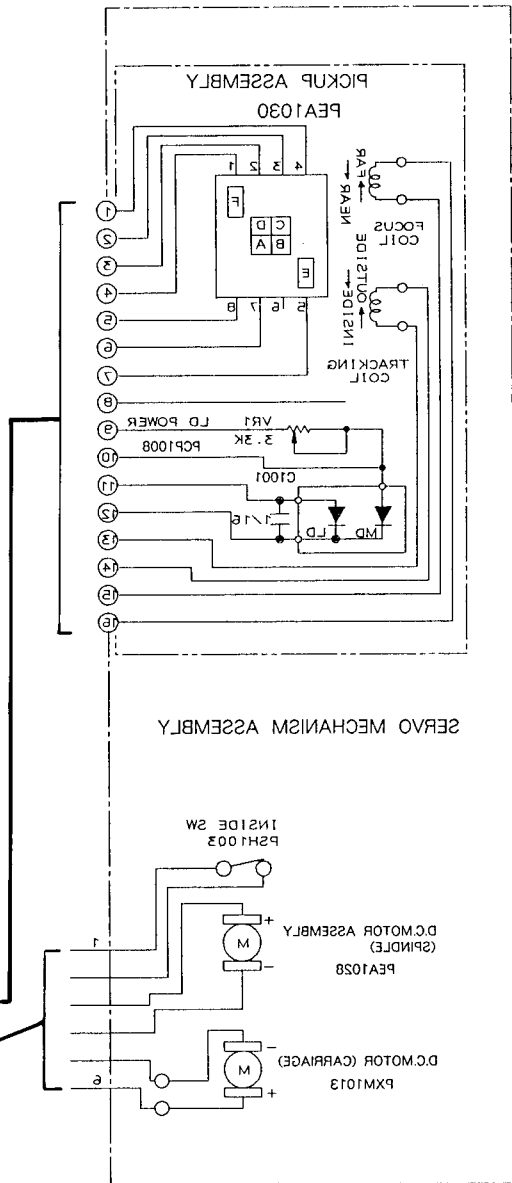 PICKUP ASSEMBLY
PEA1030
1 2 3 4
F
D C
A B
E
8 7 6 5
NEAR FAR
FOCUS
COIL
INSIDE OUTSIDE
TRACKING
COIL
1
2
3
4
5
6
7
8
9
10
11
12
13
14
15
16
LD POWER
VR1
3.3K
PCP1008
C1001
1/16
LD
MD
SERVO MECHANISM ASSEMBLY
INSIDE SW
PSH1003
D.C.MOTOR ASSEMBLY
(SPINDLE)
PEA1028
+
M
-
D.C.MOTOR (CARRIAGE)
PXM1013
-
M
+
1
6